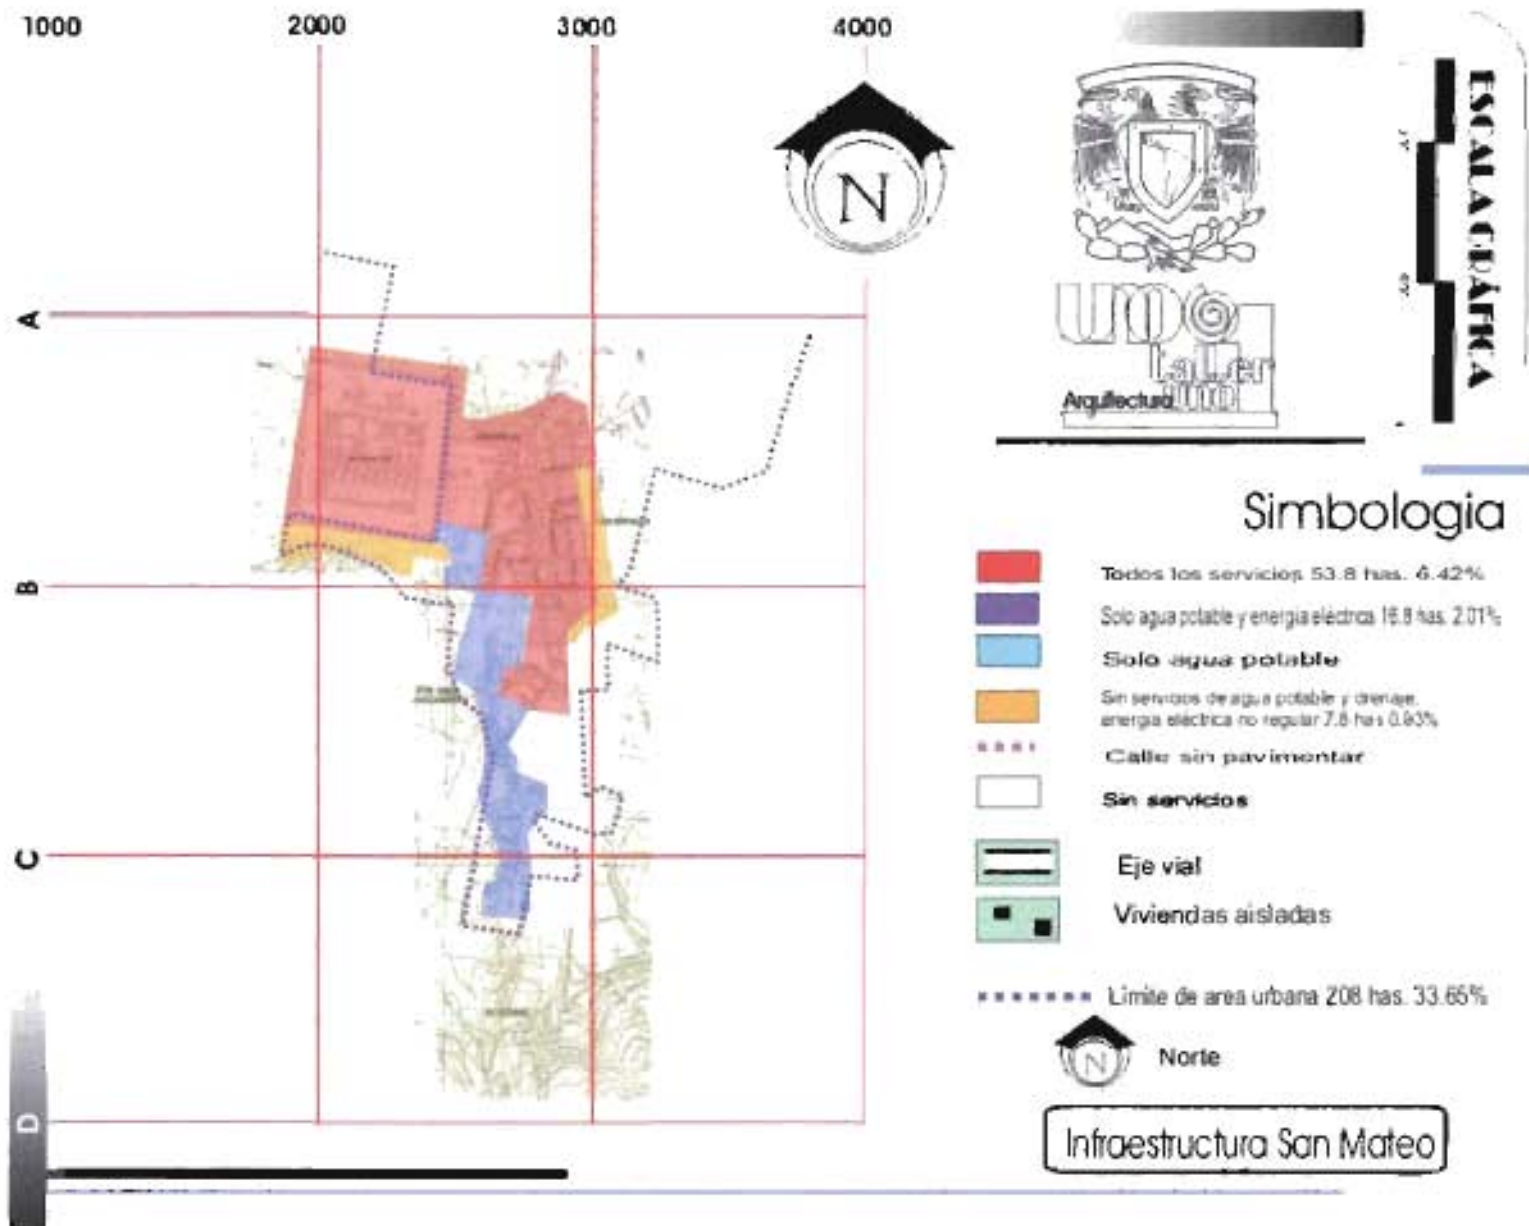 1000 2000 3000 4000
N
ESCALA GRÁFICA
Arquitectura
A
B
C
D
Simbologia
Todos los servicios 53.8 has. 6.42%
Solo agua potable y energia eléctrica 16.8 has. 2.01%
Solo agua potable
Sin servicios de agua potable y drenaje,
energia eléctrica no regular 7.8 has 0.93%
Calle sin pavimentar
Sin servicios
Eje vial
Viviendas aisladas
Limite de area urbana 208 has. 33.65%
N
Norte
Infraestructura San Mateo